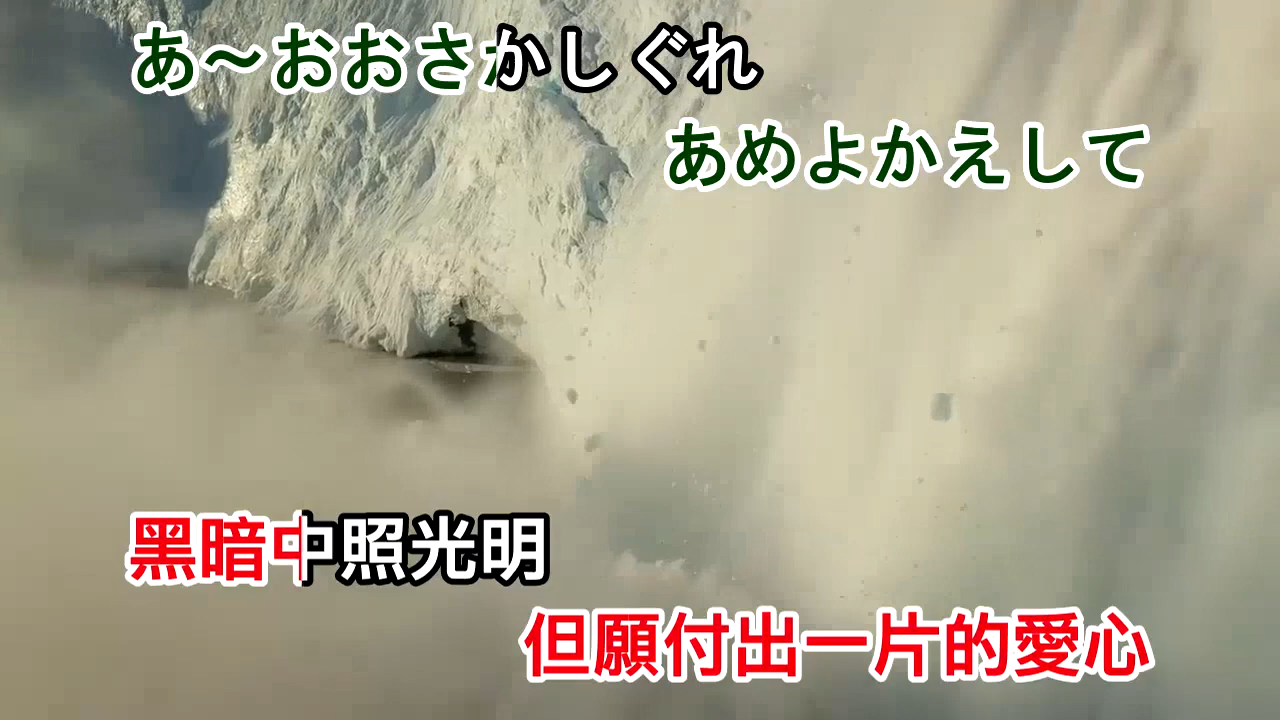 あ～おおさかしぐれ
あめよかえして
黑暗中照光明
但願付出一片的愛心